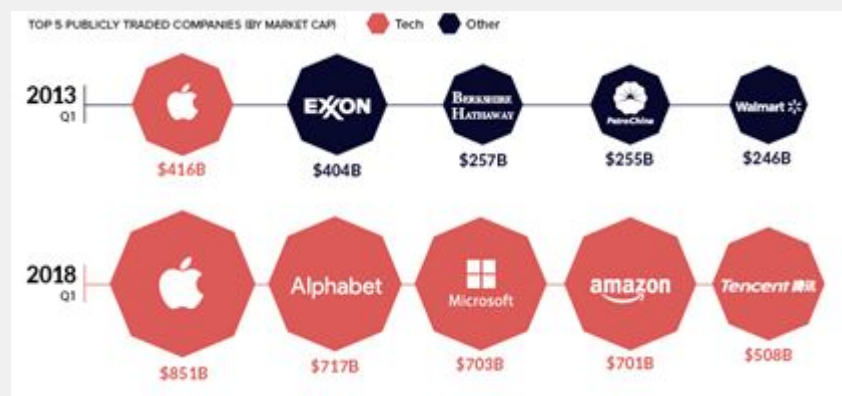 TOP 5 PUBLICLY TRADED COMPANIES (BY MARKET CAP) Tech Other
2013
Q1
EXXON
BERKSHIRE
HATHAWAY
PetroChina
Walmart
$416B
$404B
$257B
$255B
$246B
2018
Q1
Alphabet
Microsoft
amazon
Tencent 腾讯
$851B
$717B
$703B
$701B
$508B